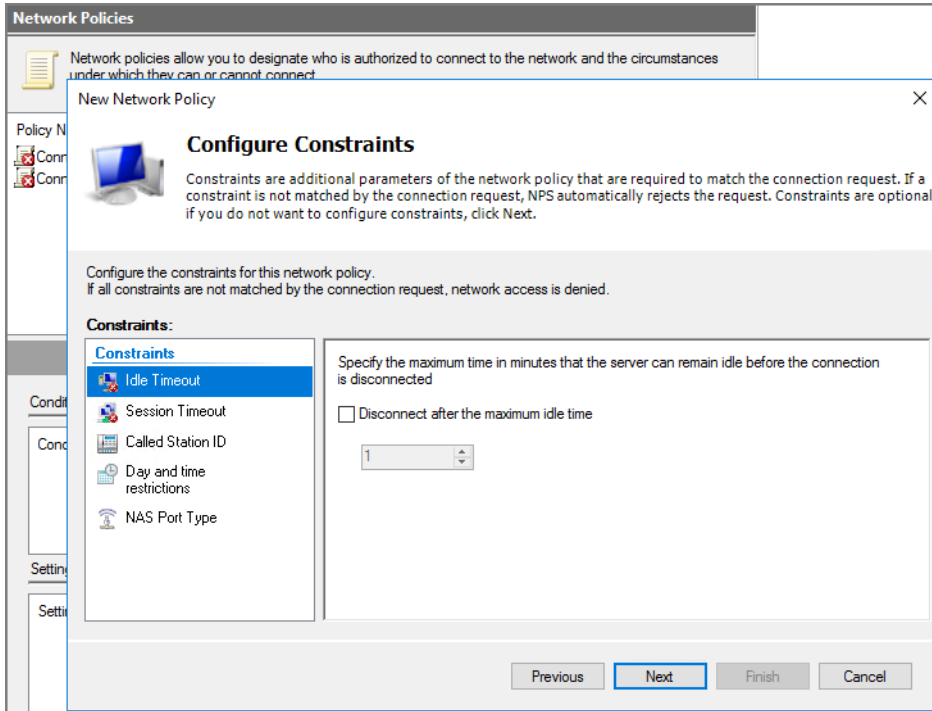 Network Policies
Network policies allow you to designate who is authorized to connect to the network and the circumstances
under which they can or cannot connect
New Network Policy
Policy N
Conn
Conn
Configure Constraints
Constraints are additional parameters of the network policy that are required to match the connection request. If a
constraint is not matched by the connection request, NPS automatically rejects the request. Constraints are optional
if you do not want to configure constraints, click Next.
Configure the constraints for this network policy.
If all constraints are not matched by the connection request, network access is denied.
Constraints:
Constraints
Idle Timeout
Session Timeout
Called Station ID
Day and time
restrictions
NAS Port Type
Specify the maximum time in minutes that the server can remain idle before the connection
is disconnected
Disconnect after the maximum idle time
1
Condit
Cond
Setting
Settin
Previous
Next
Finish
Cancel